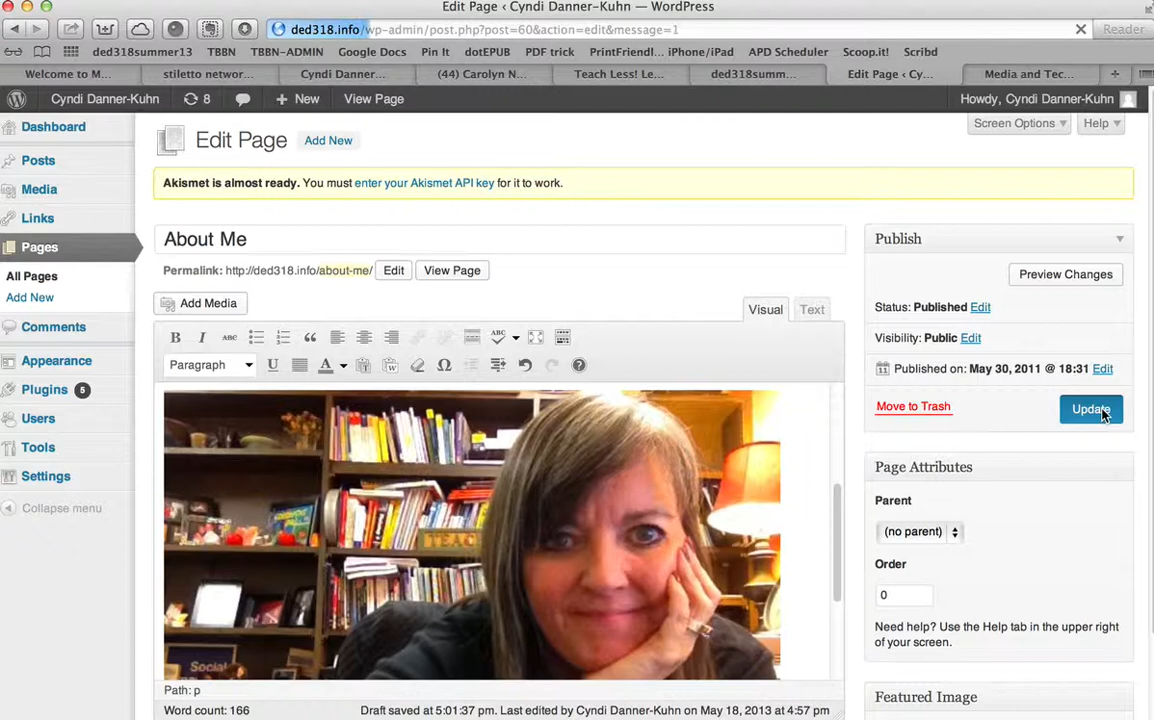 Edit Page ‹ Cyndi Danner-Kuhn — WordPress
ded318.info/wp-admin/post.php?post=60&action=edit&message=1
Reader
ded318summer13 TBBN TBBN-ADMIN Google Docs Pin It dotEPUB PDF trick PrintFriendl... iPhone/iPad APD Scheduler Scoop.it! Scribd
Welcome to M... stiletto networ... Cyndi Danner... (44) Carolyn N... Teach Less! Le... ded318summ... Edit Page ‹ Cy... Media and Tec...
Cyndi Danner-Kuhn 8 New View Page Howdy, Cyndi Danner-Kuhn
Screen Options Help
Dashboard
Posts
Media
Links
Pages
All Pages
Add New
Comments
Appearance
Plugins 5
Users
Tools
Settings
Collapse menu
Edit Page Add New
Akismet is almost ready. You must enter your Akismet API key for it to work.
About Me
Permalink: http://ded318.info/about-me/ Edit View Page
Add Media
Visual Text
B I ABC ABC
Paragraph U A
TEAC
Social
Path: p
Word count: 166 Draft saved at 5:01:37 pm. Last edited by Cyndi Danner-Kuhn on May 18, 2013 at 4:57 pm
Publish
Preview Changes
Status: Published Edit
Visibility: Public Edit
Published on: May 30, 2011 @ 18:31 Edit
Move to Trash Update
Page Attributes
Parent
(no parent)
Order
0
Need help? Use the Help tab in the upper right
of your screen.
Featured Image